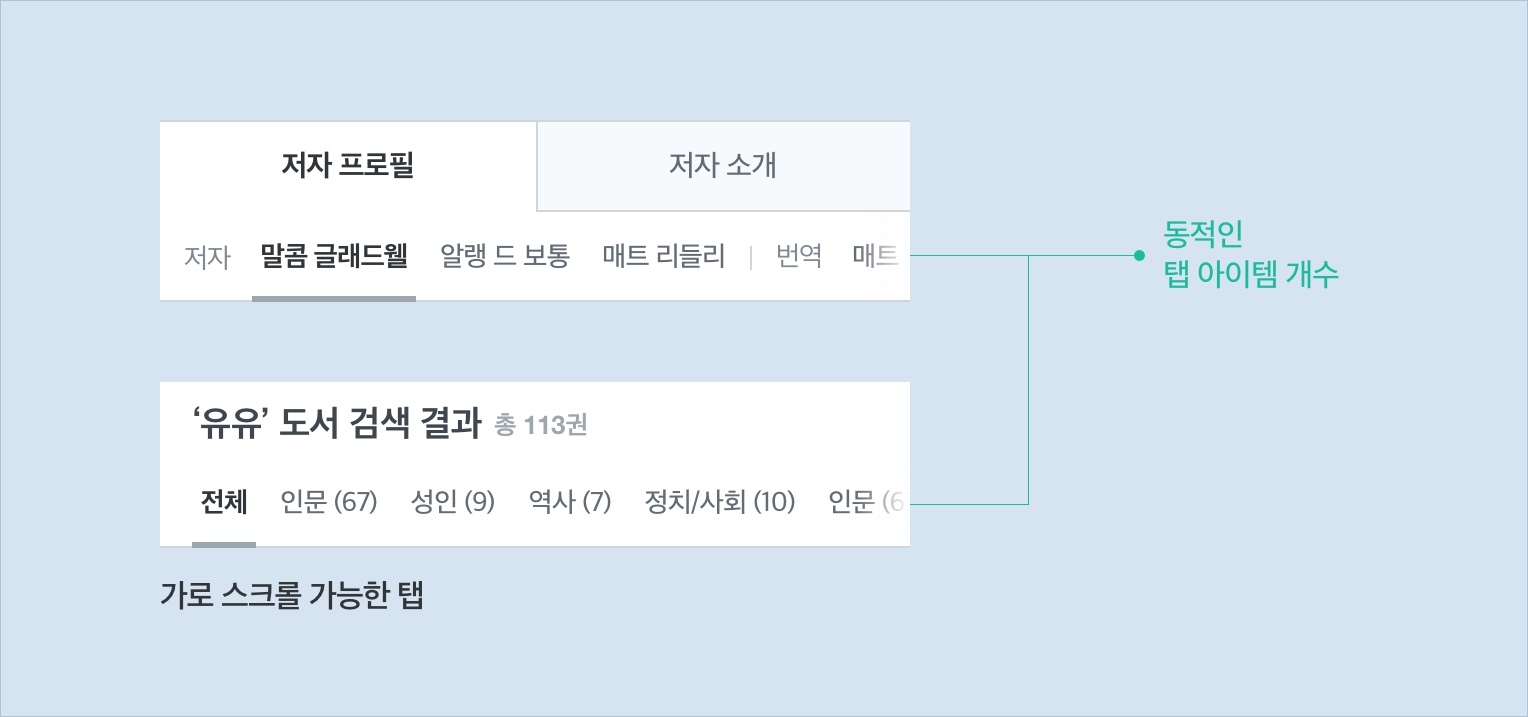 저자 프로필 저자 소개
저자 말콤 글래드웰 알랭 드 보통 매트 리들리 | 번역 매트
동적인
탭 아이템 개수
‘유유’ 도서 검색 결과 총 113권
전체 인문 (67) 성인 (9) 역사 (7) 정치/사회 (10) 인문 (6
가로 스크롤 가능한 탭